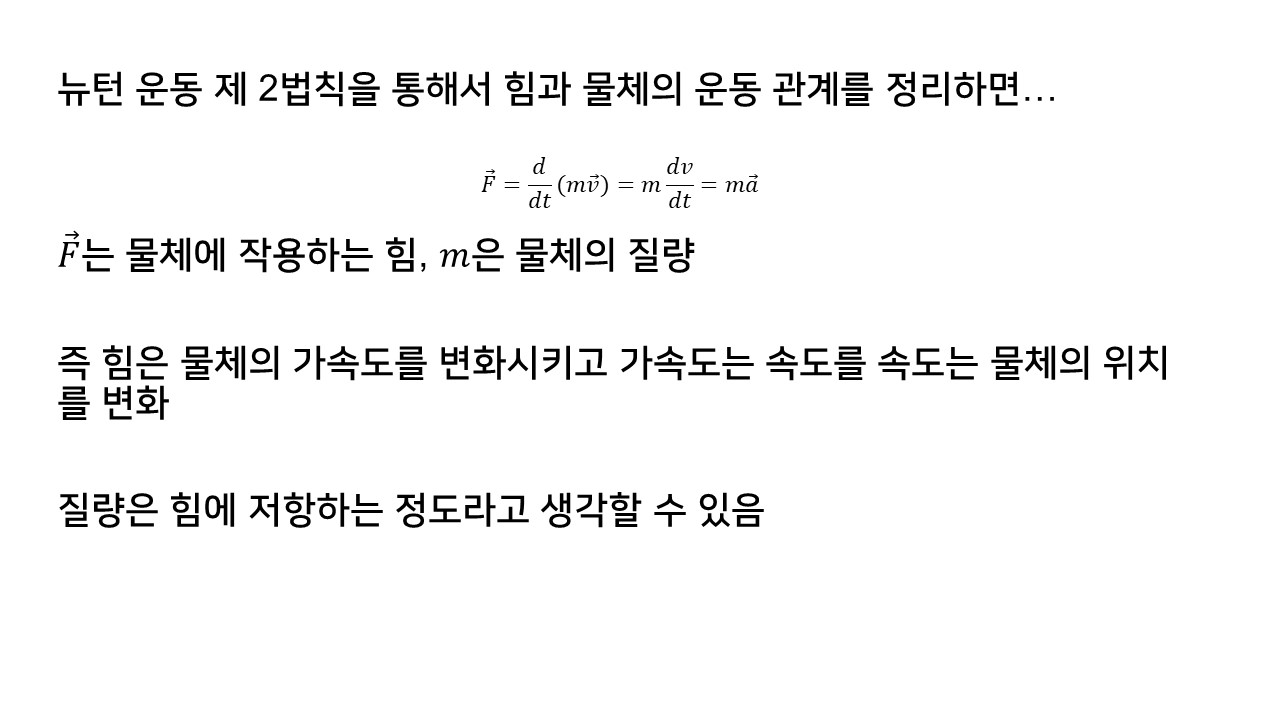 뉴턴 운동 제 2법칙을 통해서 힘과 물체의 운동 관계를 정리하면…
$\vec{F} = \frac{d}{dt}(m\vec{v}) = m\frac{dv}{dt} = m\vec{a}$
$\vec{F}$는 물체에 작용하는 힘, $m$은 물체의 질량
즉 힘은 물체의 가속도를 변화시키고 가속도는 속도를 속도는 물체의 위치
를 변화
질량은 힘에 저항하는 정도라고 생각할 수 있음